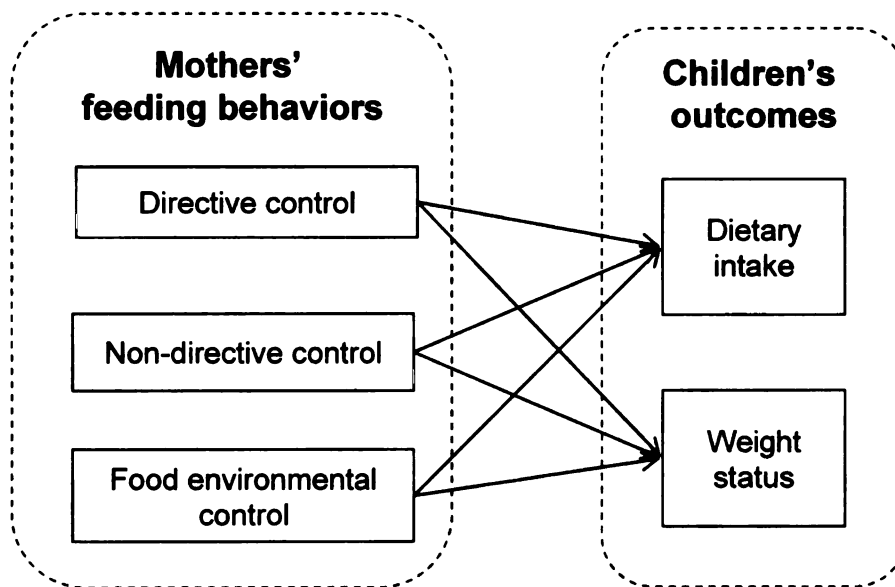 Mothers'
feeding behaviors
Directive control
Non-directive control
Food environmental
control
Children's
outcomes
Dietary
intake
Weight
status